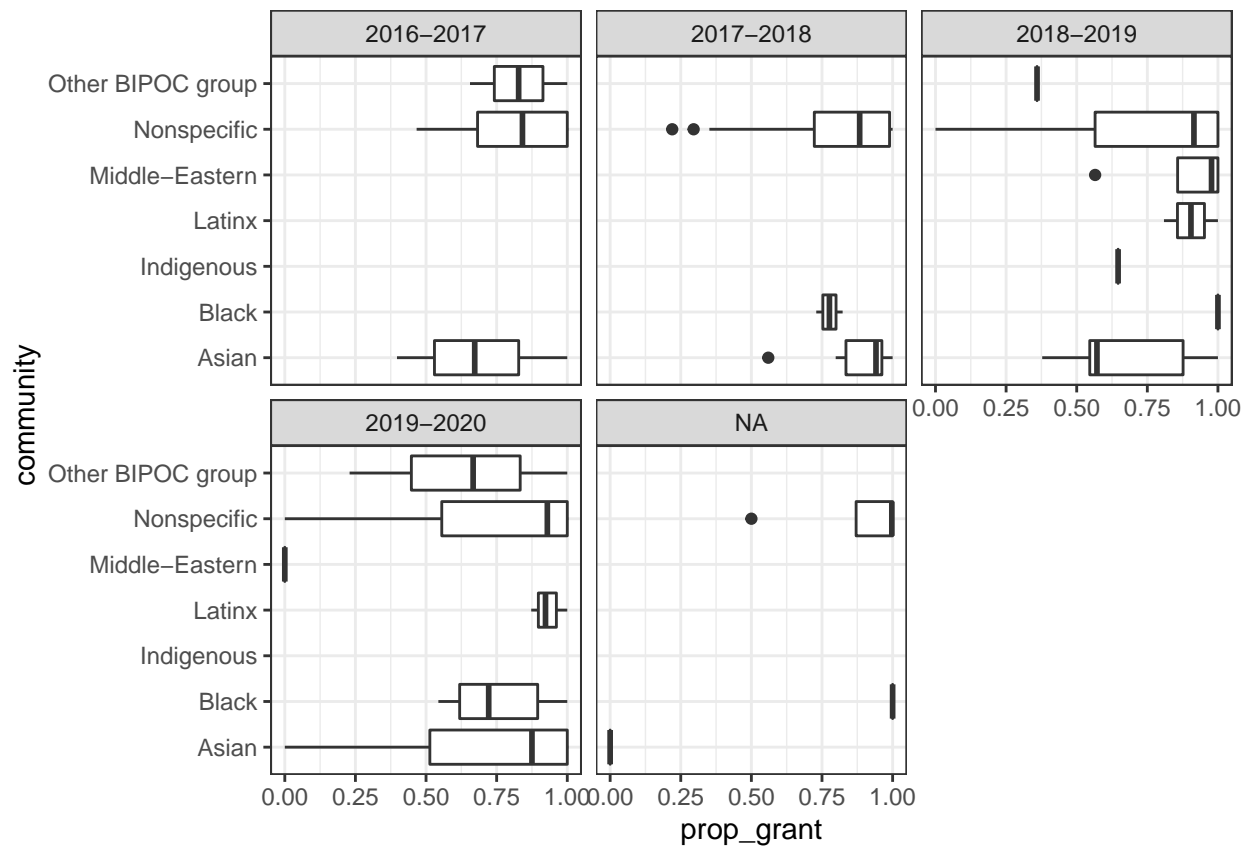 2016−2017
2017−2018
2018−2019
Other BIPOC group
Nonspecific
Middle−Eastern
Latinx
Indigenous
Black
Asian
0.00 0.25 0.50 0.75 1.00
2019−2020
NA
Other BIPOC group
Nonspecific
Middle−Eastern
Latinx
Indigenous
Black
Asian
0.00 0.25 0.50 0.75 1.00
0.00 0.25 0.50 0.75 1.00
prop_grant
community